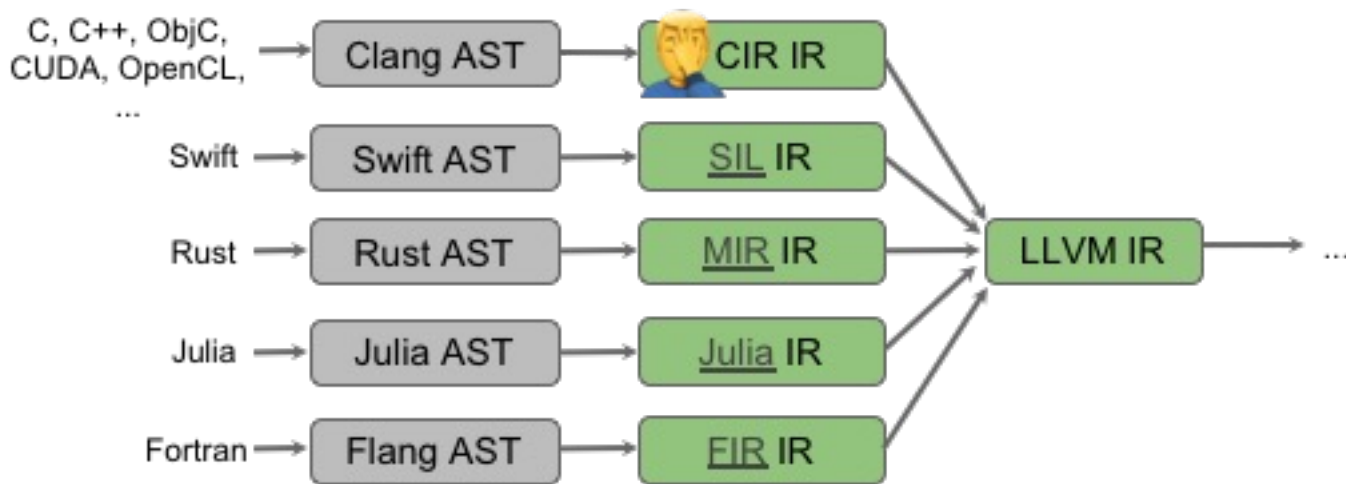 C, C++, ObjC,
CUDA, OpenCL,
...
Clang AST
CIR IR
Swift
Swift AST
SIL IR
Rust
Rust AST
MIR IR
LLVM IR
...
Julia
Julia AST
Julia IR
Fortran
Flang AST
FIR IR